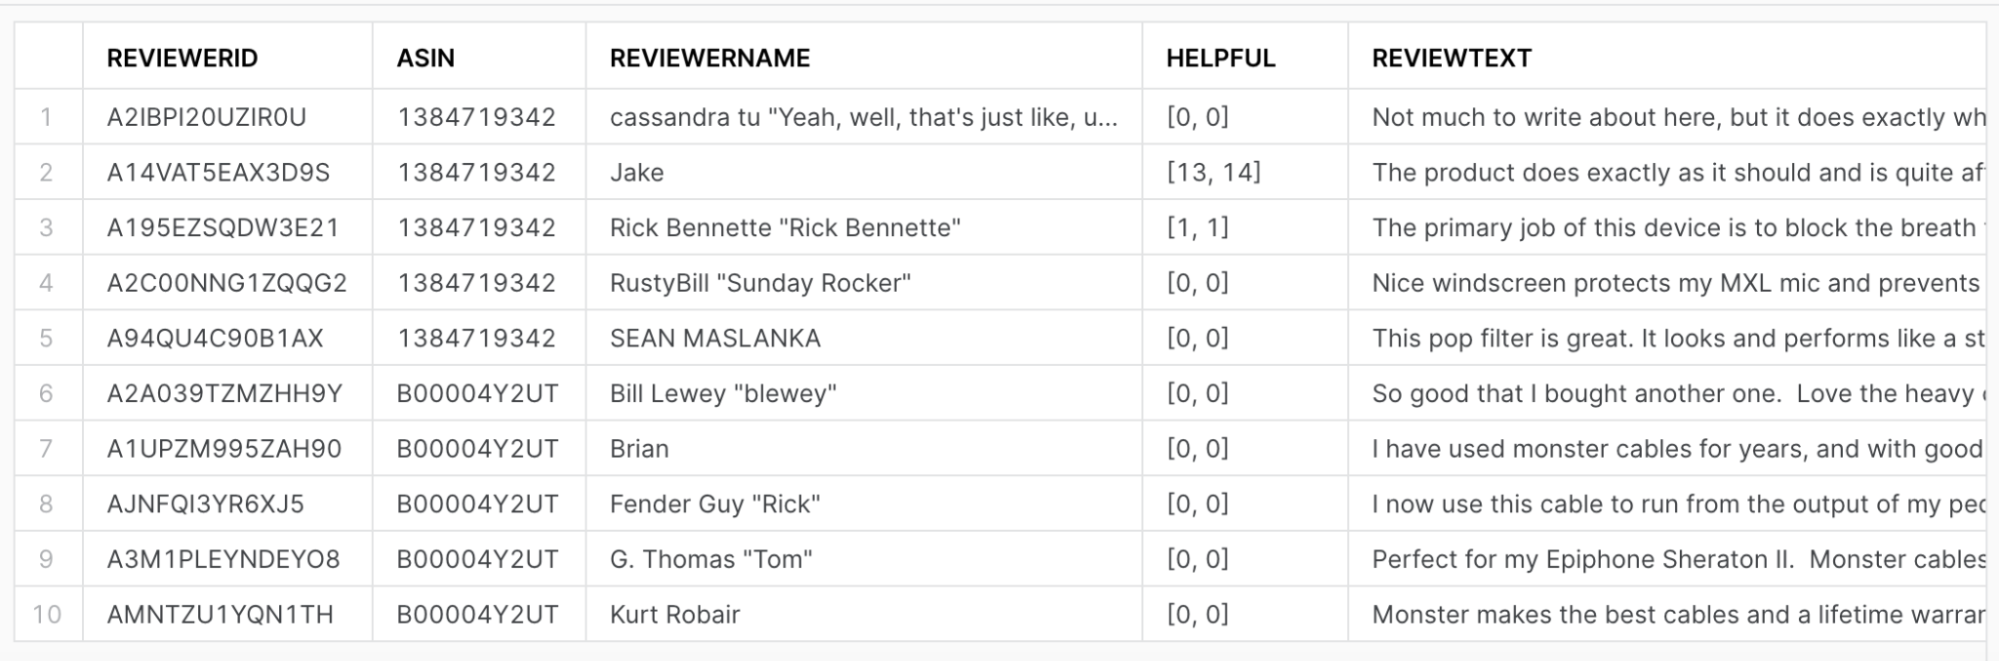 REVIEWERID ASIN REVIEWERNAME HELPFUL REVIEWTEXT
1 A2IBPI20UZIR0U 1384719342 cassandra tu "Yeah, well, that's just like, u... [0, 0] Not much to write about here, but it does exactly wh
2 A14VAT5EAX3D9S 1384719342 Jake [13, 14] The product does exactly as it should and is quite af
3 A195EZSQDW3E21 1384719342 Rick Bennette "Rick Bennette" [1, 1] The primary job of this device is to block the breath
4 A2C00NNG1ZQQG2 1384719342 RustyBill "Sunday Rocker" [0, 0] Nice windscreen protects my MXL mic and prevents
5 A94QU4C90B1AX 1384719342 SEAN MASLANKA [0, 0] This pop filter is great. It looks and performs like a st
6 A2A039TZMZHH9Y B00004Y2UT Bill Lewey "blewey" [0, 0] So good that I bought another one.  Love the heavy
7 A1UPZM995ZAH90 B00004Y2UT Brian [0, 0] I have used monster cables for years, and with good
8 AJNFQI3YR6XJ5 B00004Y2UT Fender Guy "Rick" [0, 0] I now use this cable to run from the output of my ped
9 A3M1PLEYNDEYO8 B00004Y2UT G. Thomas "Tom" [0, 0] Perfect for my Epiphone Sheraton II.  Monster cables
10 AMNTZU1YQN1TH B00004Y2UT Kurt Robair [0, 0] Monster makes the best cables and a lifetime warrar